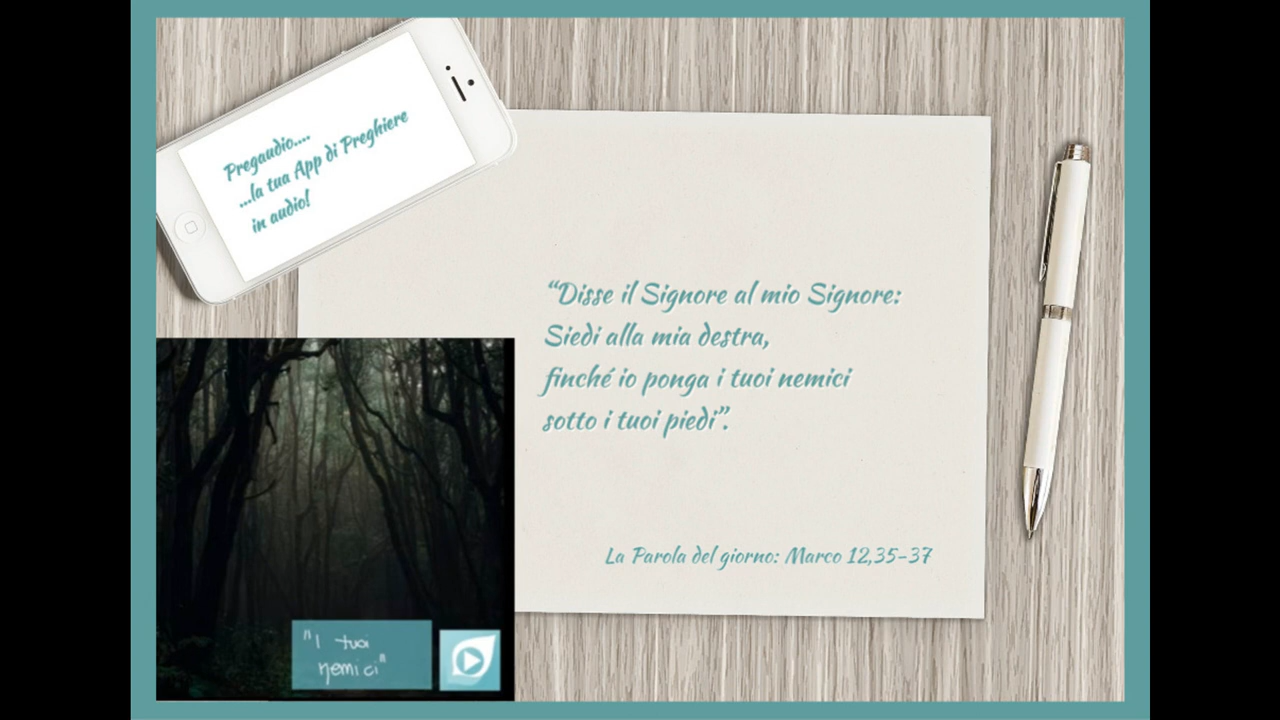 Pregaudio....
...la tua App di Preghiere
in audio!
“Disse il Signore al mio Signore:
Siedi alla mia destra,
finché io ponga i tuoi nemici
sotto i tuoi piedi”.
La Parola del giorno: Marco 12,35-37
"I tuoi
nemici"